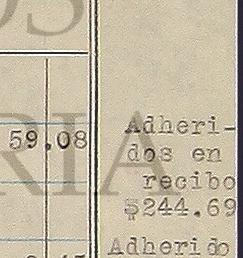 59.08
Adheri-
dos en
recibo
$244.69
Adherido